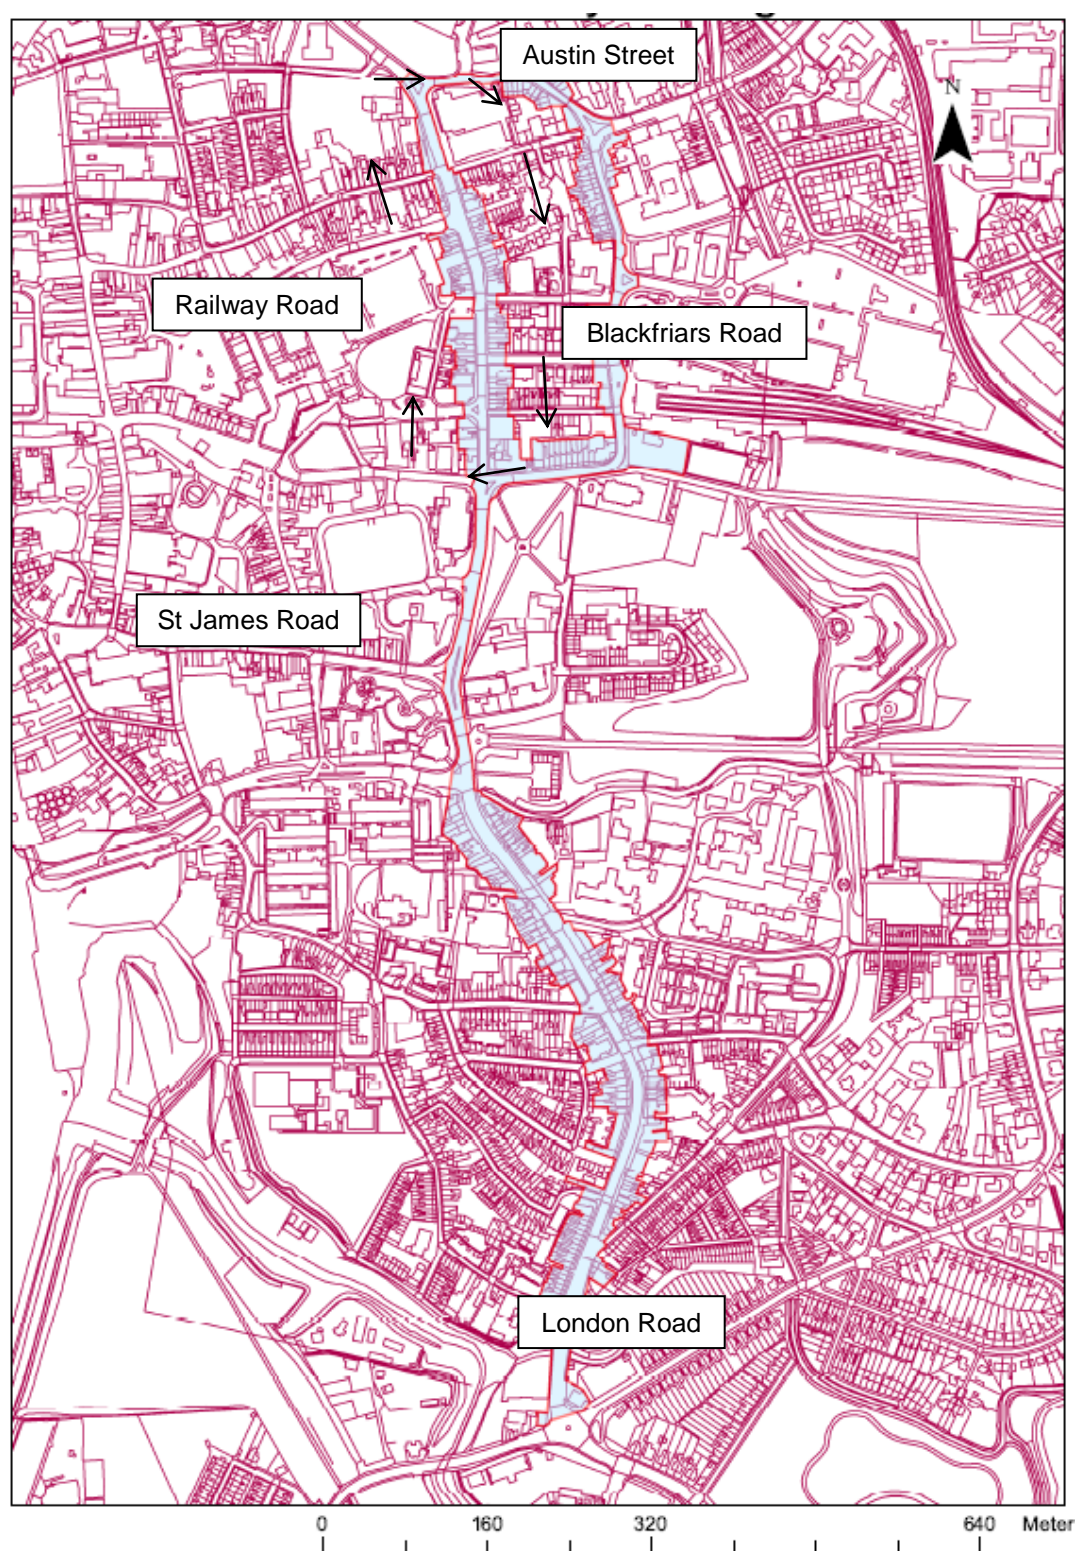 Austin Street
N
Railway Road
Blackfriars Road
St James Road
London Road
0 160 320 640 Meter